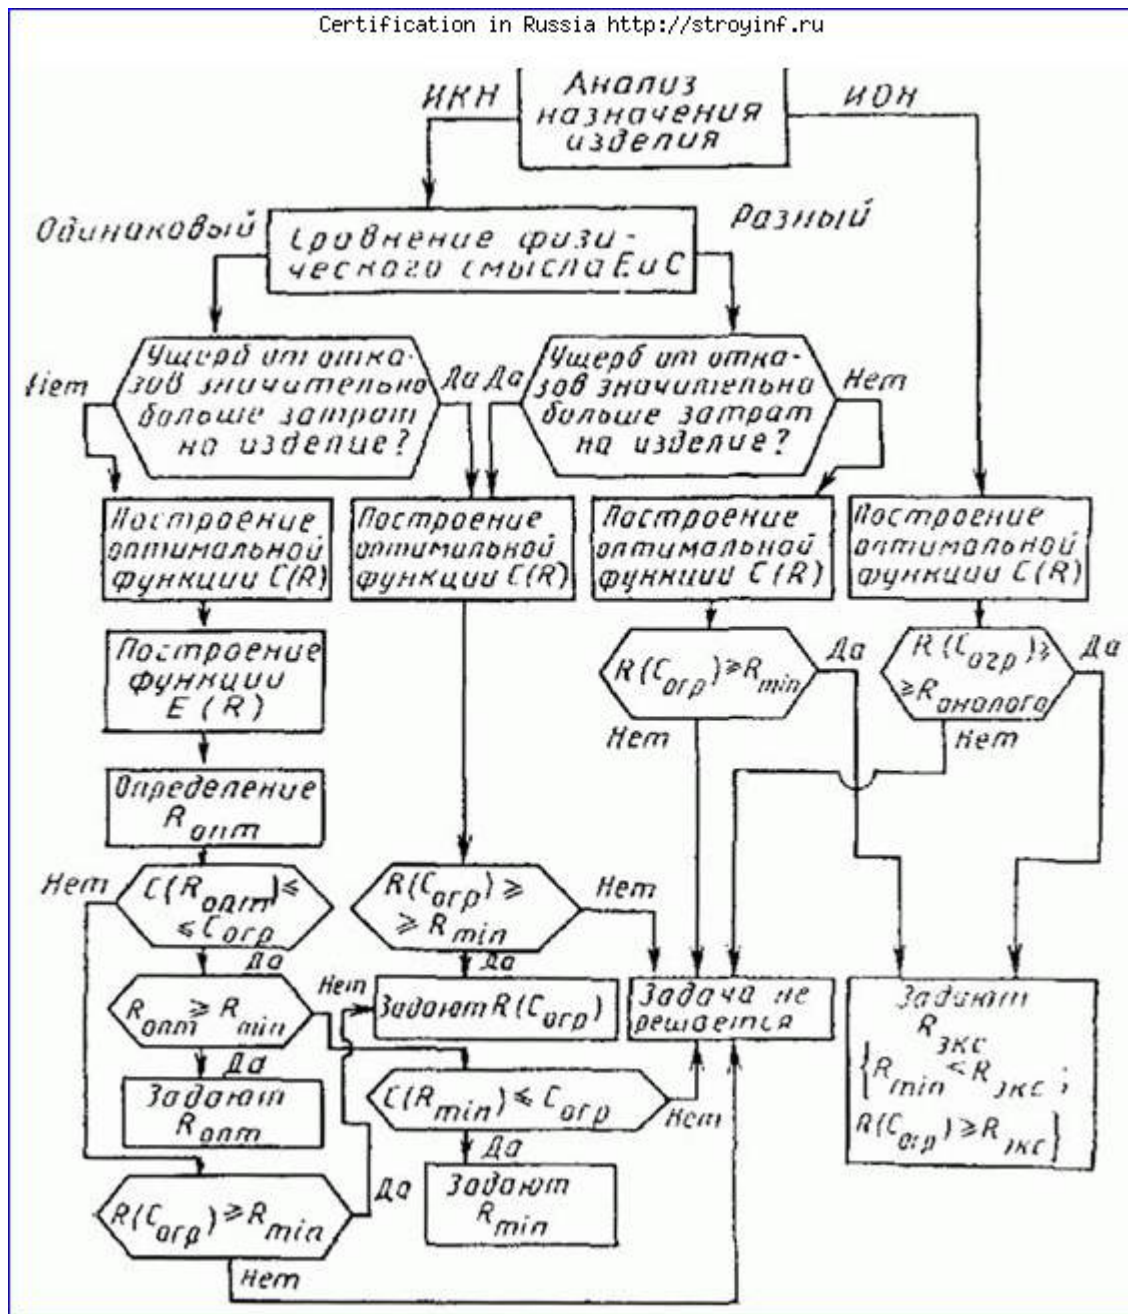 Certification in Russia http://stroyinf.ru
ИКН
Анализ
назначения
изделия
ИОН
Одинаковый
Сравнение физи-
ческого смысла E и C
Разный
Нет
Ущерб от отка-
зов значительно
больше затрат
на изделие?
Да
Да
Ущерб от отка-
зов значительно
больше затрат
на изделие?
Нет
Построение
оптимальной
функции C(R)
Построение
оптимальной
функции C(R)
Построение
оптимальной
функции C(R)
Построение
оптимальной
функции C(R)
Построение
функции
E(R)
R(Cогр)≥Rmin
Да
R(Cогр)≥
≥Rаналога
Да
Нет
Нет
Определение
Rопт
Нет
C(Rопт)≤
≤Cогр
Да
R(Cогр)≥
≥Rmin
Нет
Да
Rопт≥Rmin
Нет
Задают R(Cогр)
Задача не
решается
Задают
Rэкс
{Rmin≤Rэкс;
R(Cогр)≥Rэкс}
Да
Задают
Rопт
C(Rmin)≤Cогр
Нет
Да
Задают
Rmin
R(Cогр)≥Rmin
Да
Нет